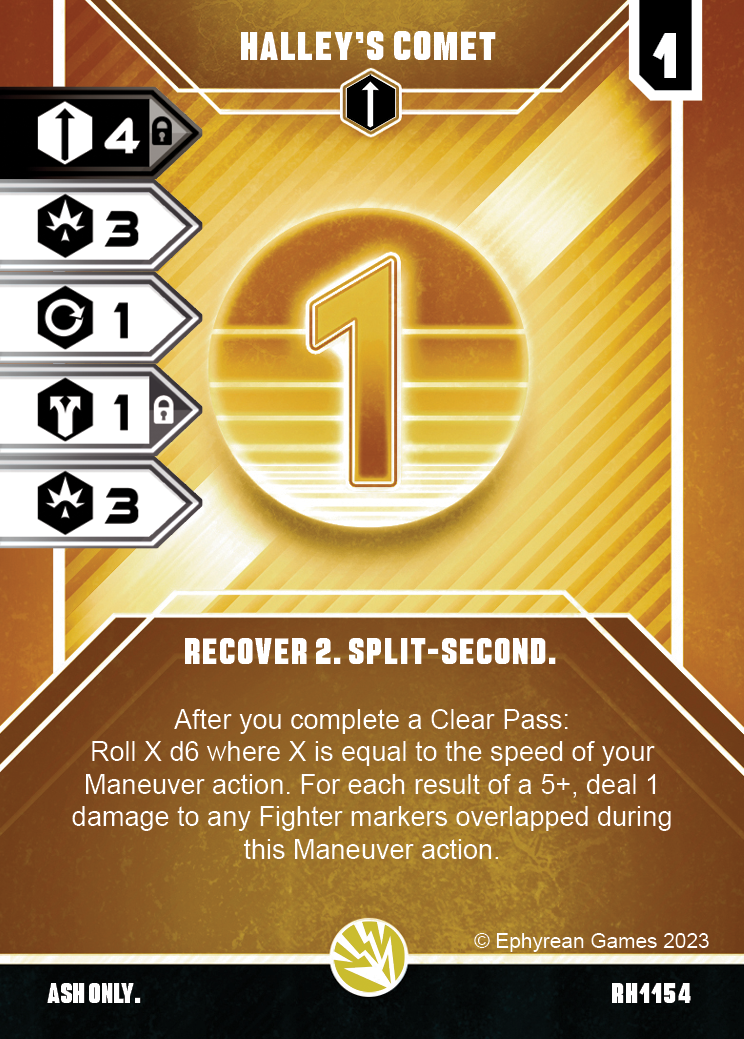 HALLEY'S COMET
1
4
3
1
1
3
1
RECOVER 2. SPLIT-SECOND.
After you complete a Clear Pass:
Roll X d6 where X is equal to the speed of your
Maneuver action. For each result of a 5+, deal 1
damage to any Fighter markers overlapped during
this Maneuver action.
© Ephyrean Games 2023
ASH ONLY.
RH1154